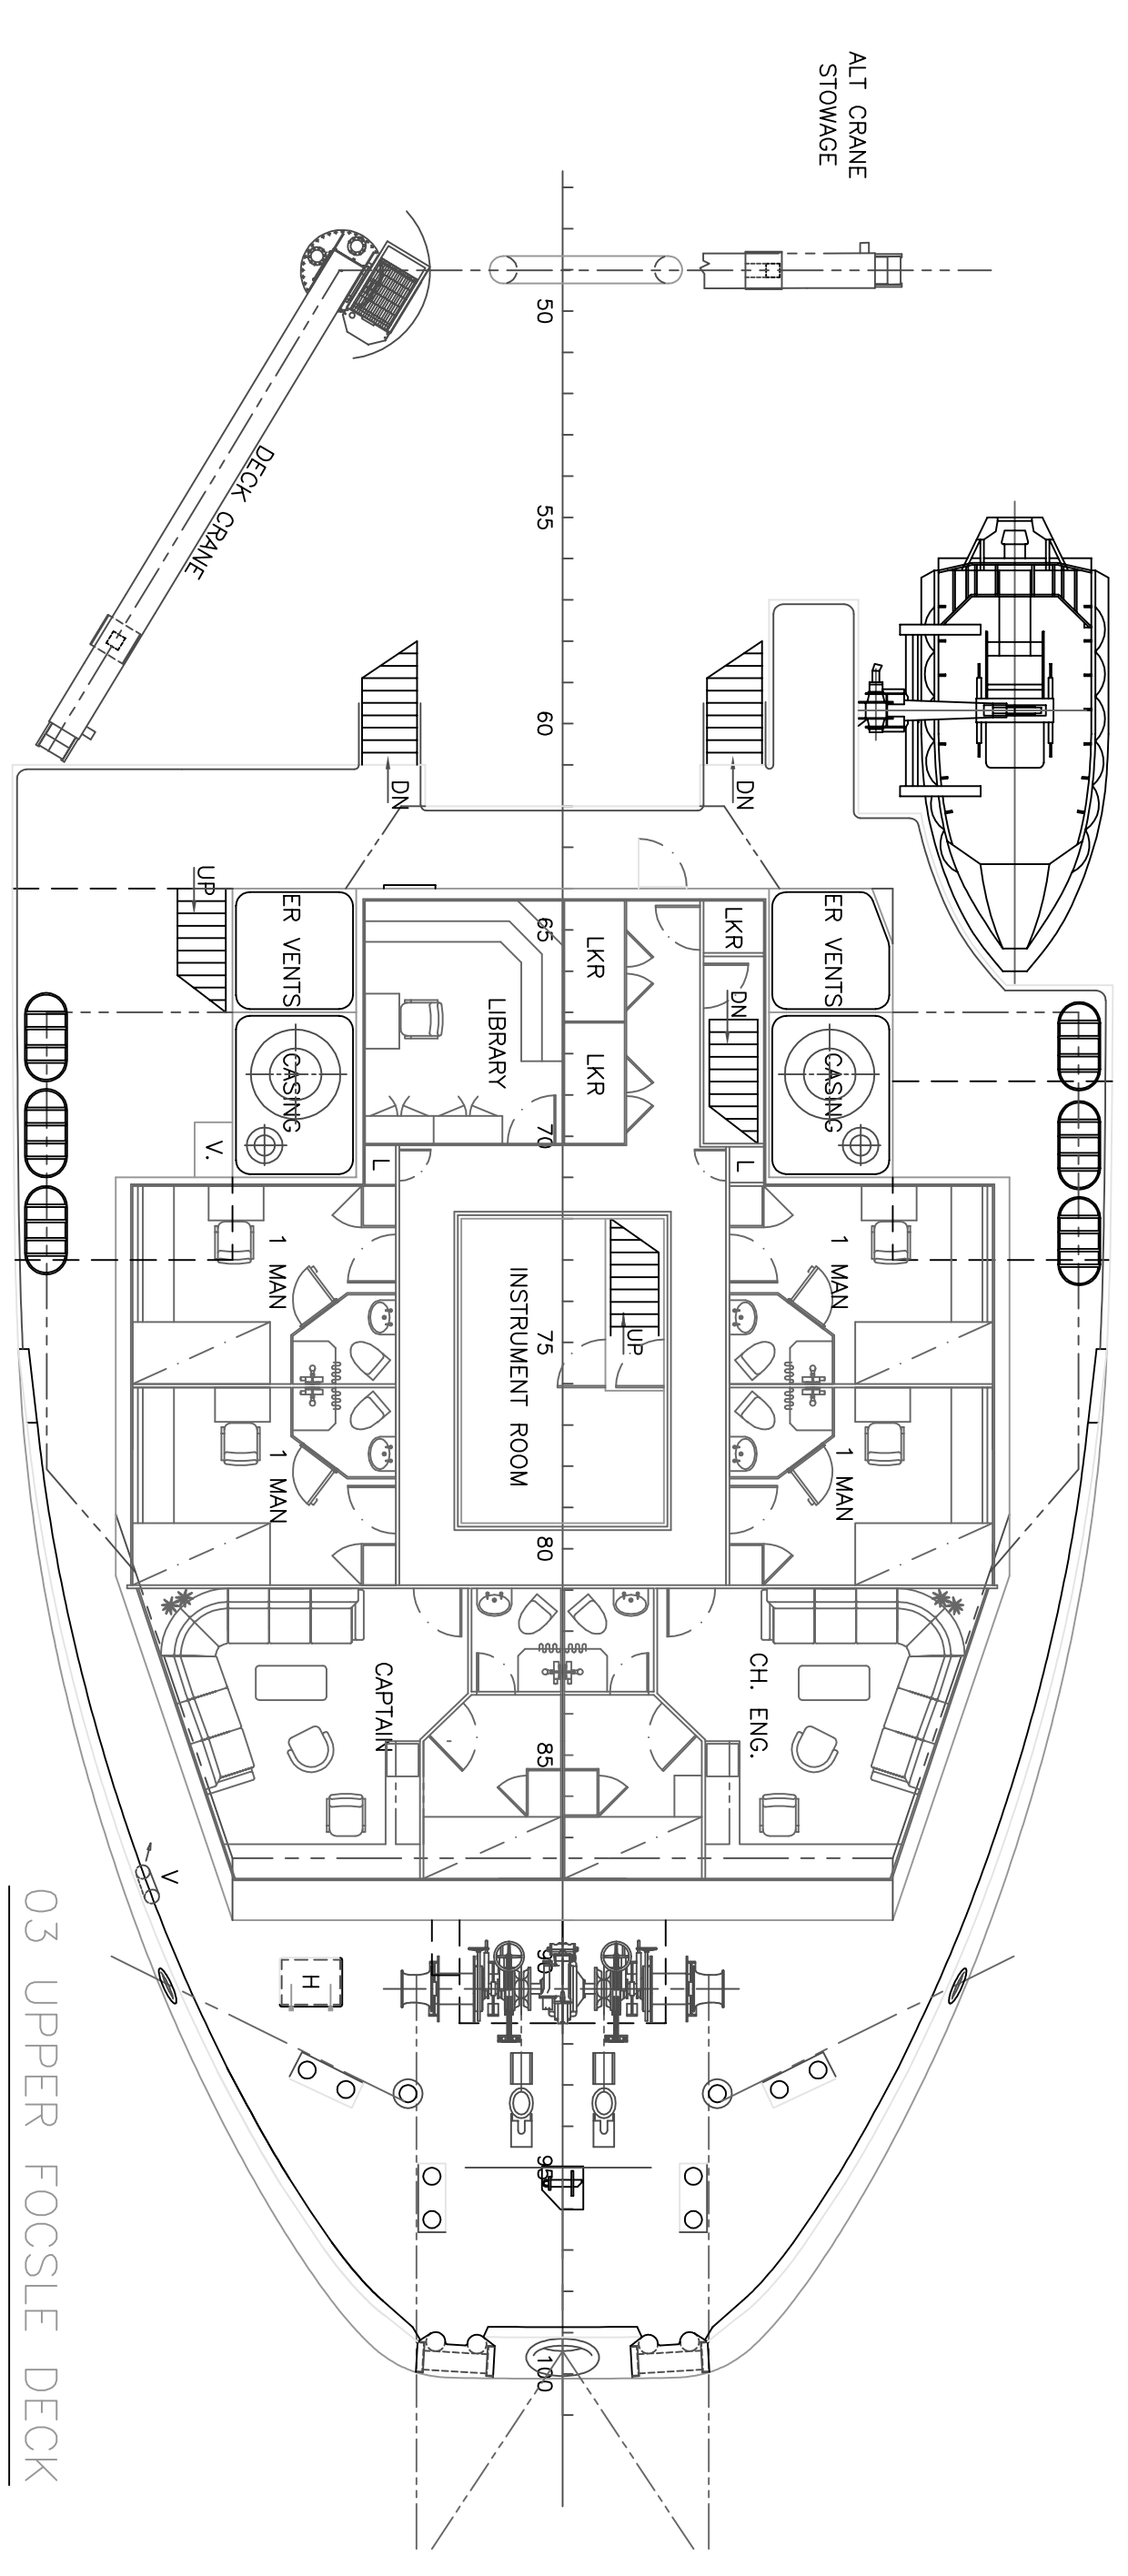 ALT CRANE
STOWAGE
50
DECK CRANE
55
60
DN
DN
UP
ER VENTS
65
LKR
LKR
ER VENTS
DN
LIBRARY
CASING
LKR
CASING
V.
70
L
L
1 MAN
INSTRUMENT ROOM
75
UP
1 MAN
1 MAN
1 MAN
80
CAPTAIN
CH. ENG.
85
V
H
90
95
100
03 UPPER FOCSLE DECK